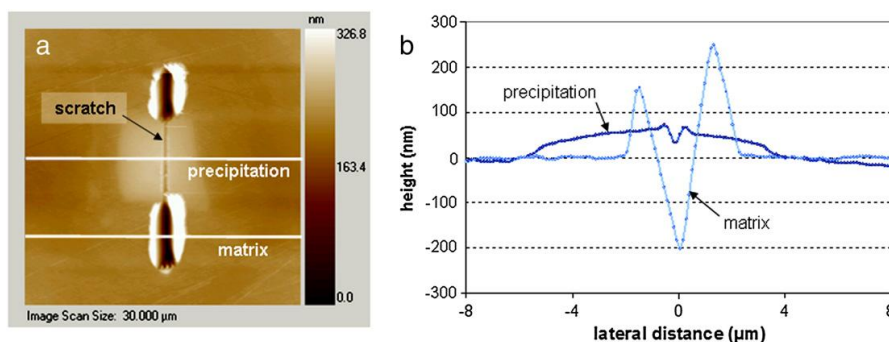 a
nm
326.8
scratch
precipitation
163.4
matrix
0.0
Image Scan Size: 30.000 µm
b
300
200
100
0
-100
-200
-300
height (nm)
precipitation
matrix
-8 -4 0 4 8
lateral distance (µm)